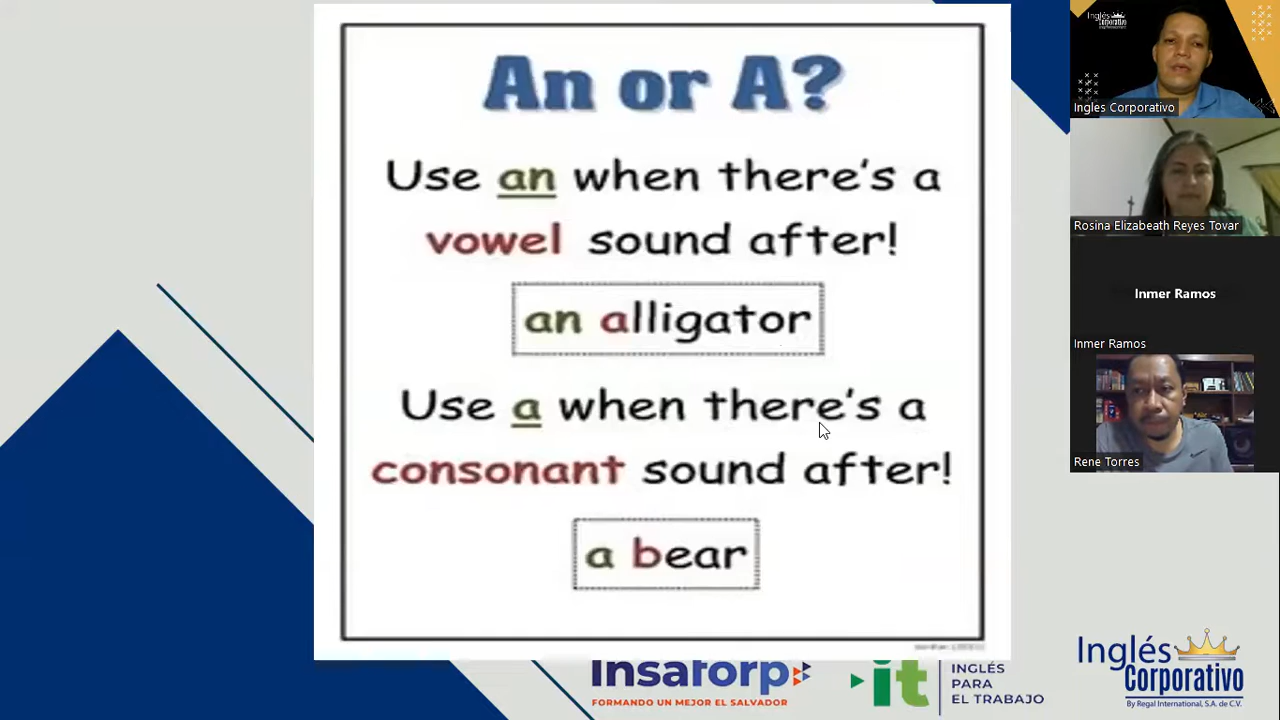 An or A?
Use an when there's a
vowel sound after!
an alligator
Use a when there's a
consonant sound after!
a bear
Inglés
Corporativo
Ingles Corporativo
Rosina Elizabeath Reyes Tovar
Inmer Ramos
Inmer Ramos
Rene Torres
Insaforp
FORMANDO UN MEJOR EL SALVADOR
it
INGLÉS
PARA
EL TRABAJO
Inglés
Corporativo
By Regal International, S.A. de C.V.